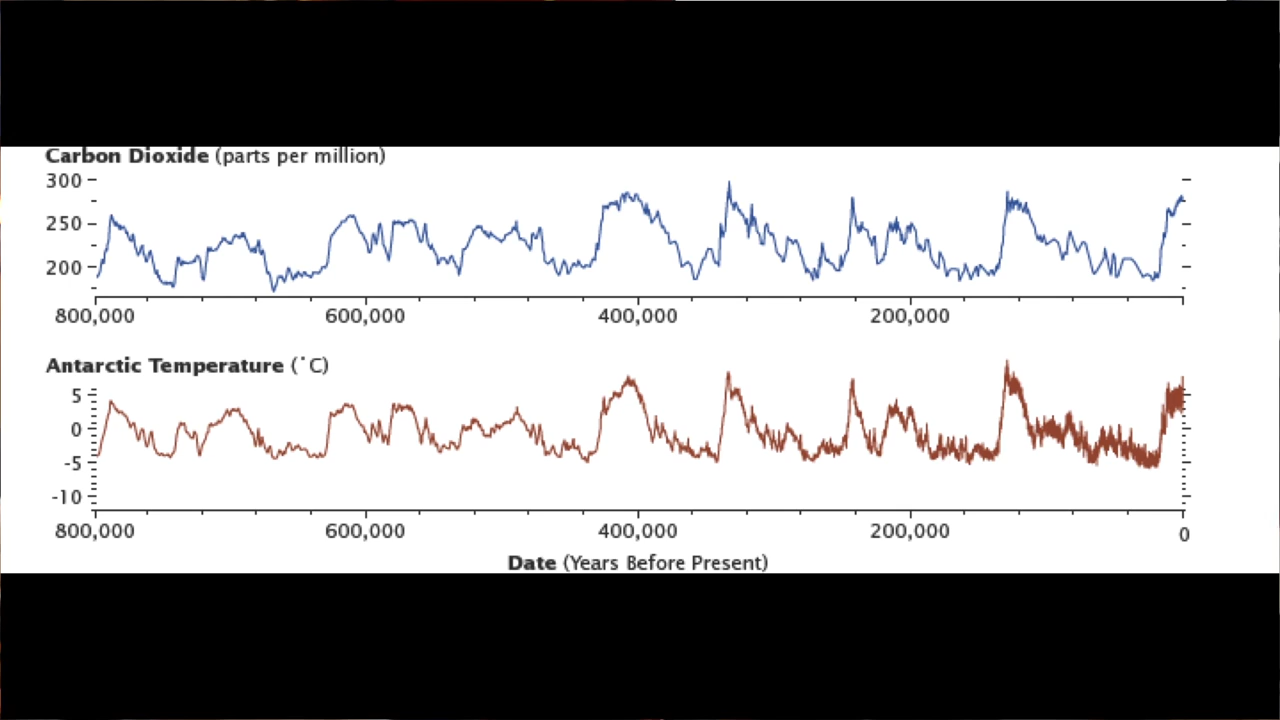 Carbon Dioxide (parts per million)
300
250
200
800,000 600,000 400,000 200,000
Antarctic Temperature (˚C)
5
0
-5
-10
800,000 600,000 400,000 200,000 0
Date (Years Before Present)